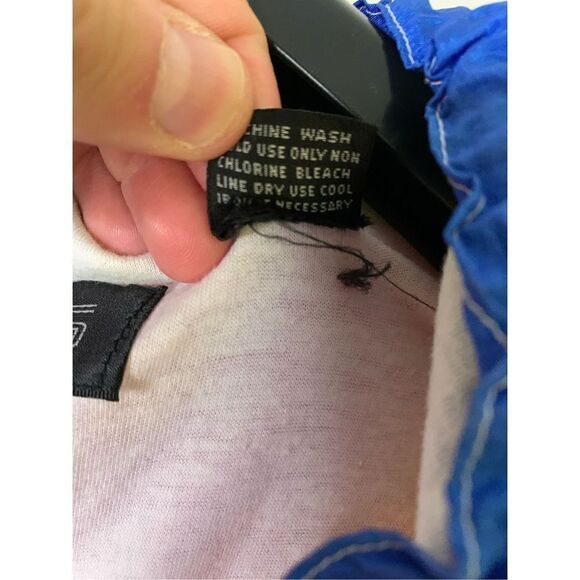 CHINE WASH
LD USE ONLY NON
CHLORINE BLEACH
LINE DRY USE COOL
NECESSARY